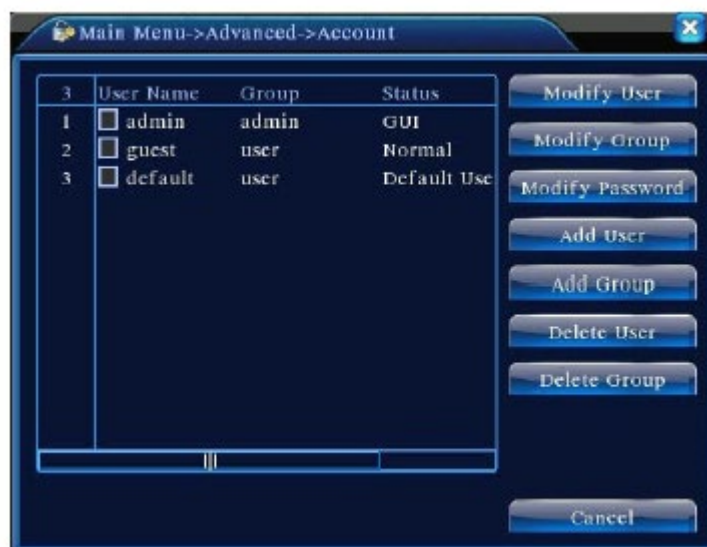 Main Menu->Advanced->Account
3 User Name Group Status
1 admin admin GUI
2 guest user Normal
3 default user Default Use
Modify User
Modify Group
Modify Password
Add User
Add Group
Delete User
Delete Group
Cancel